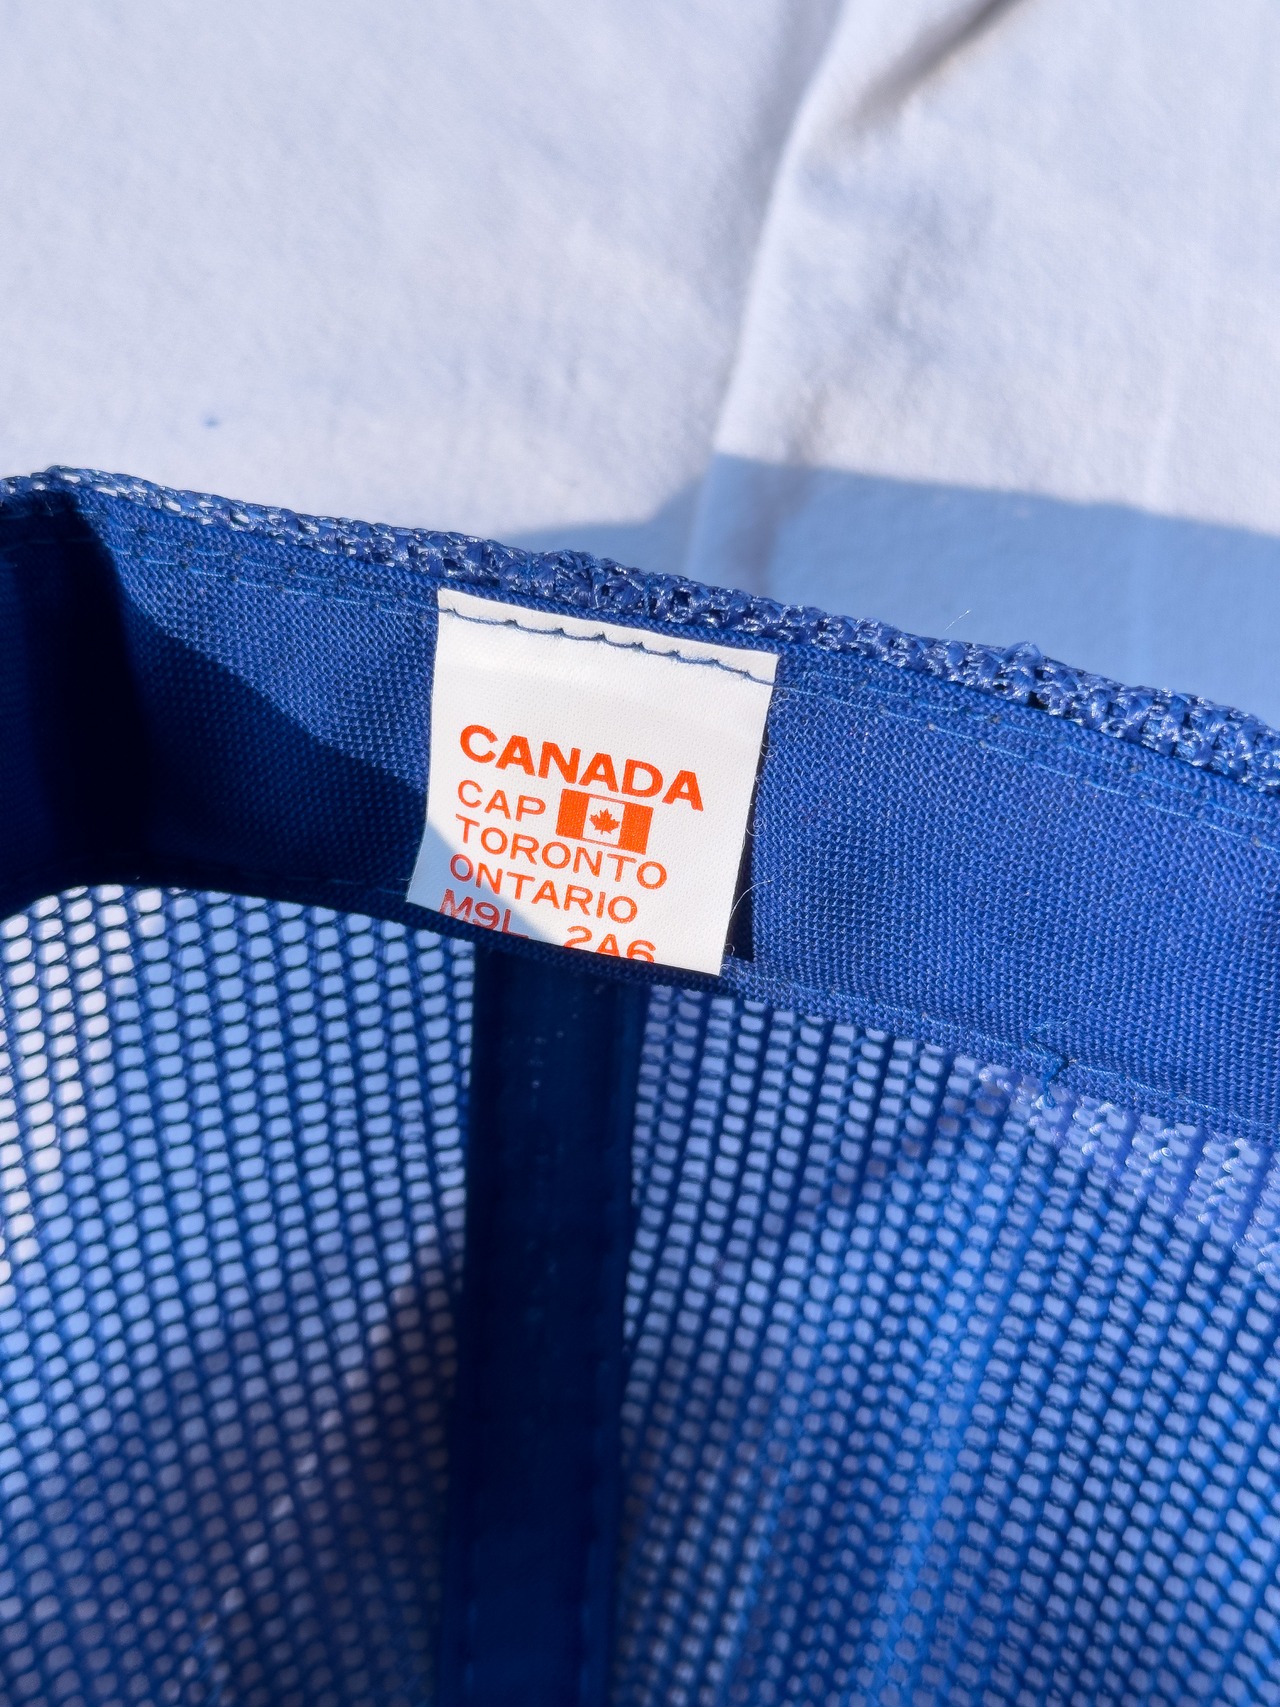 CANADA
CAP
TORONTO
ONTARIO
M9L 2A6